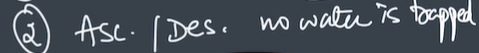 ② Asc. / Des. no water is trapped